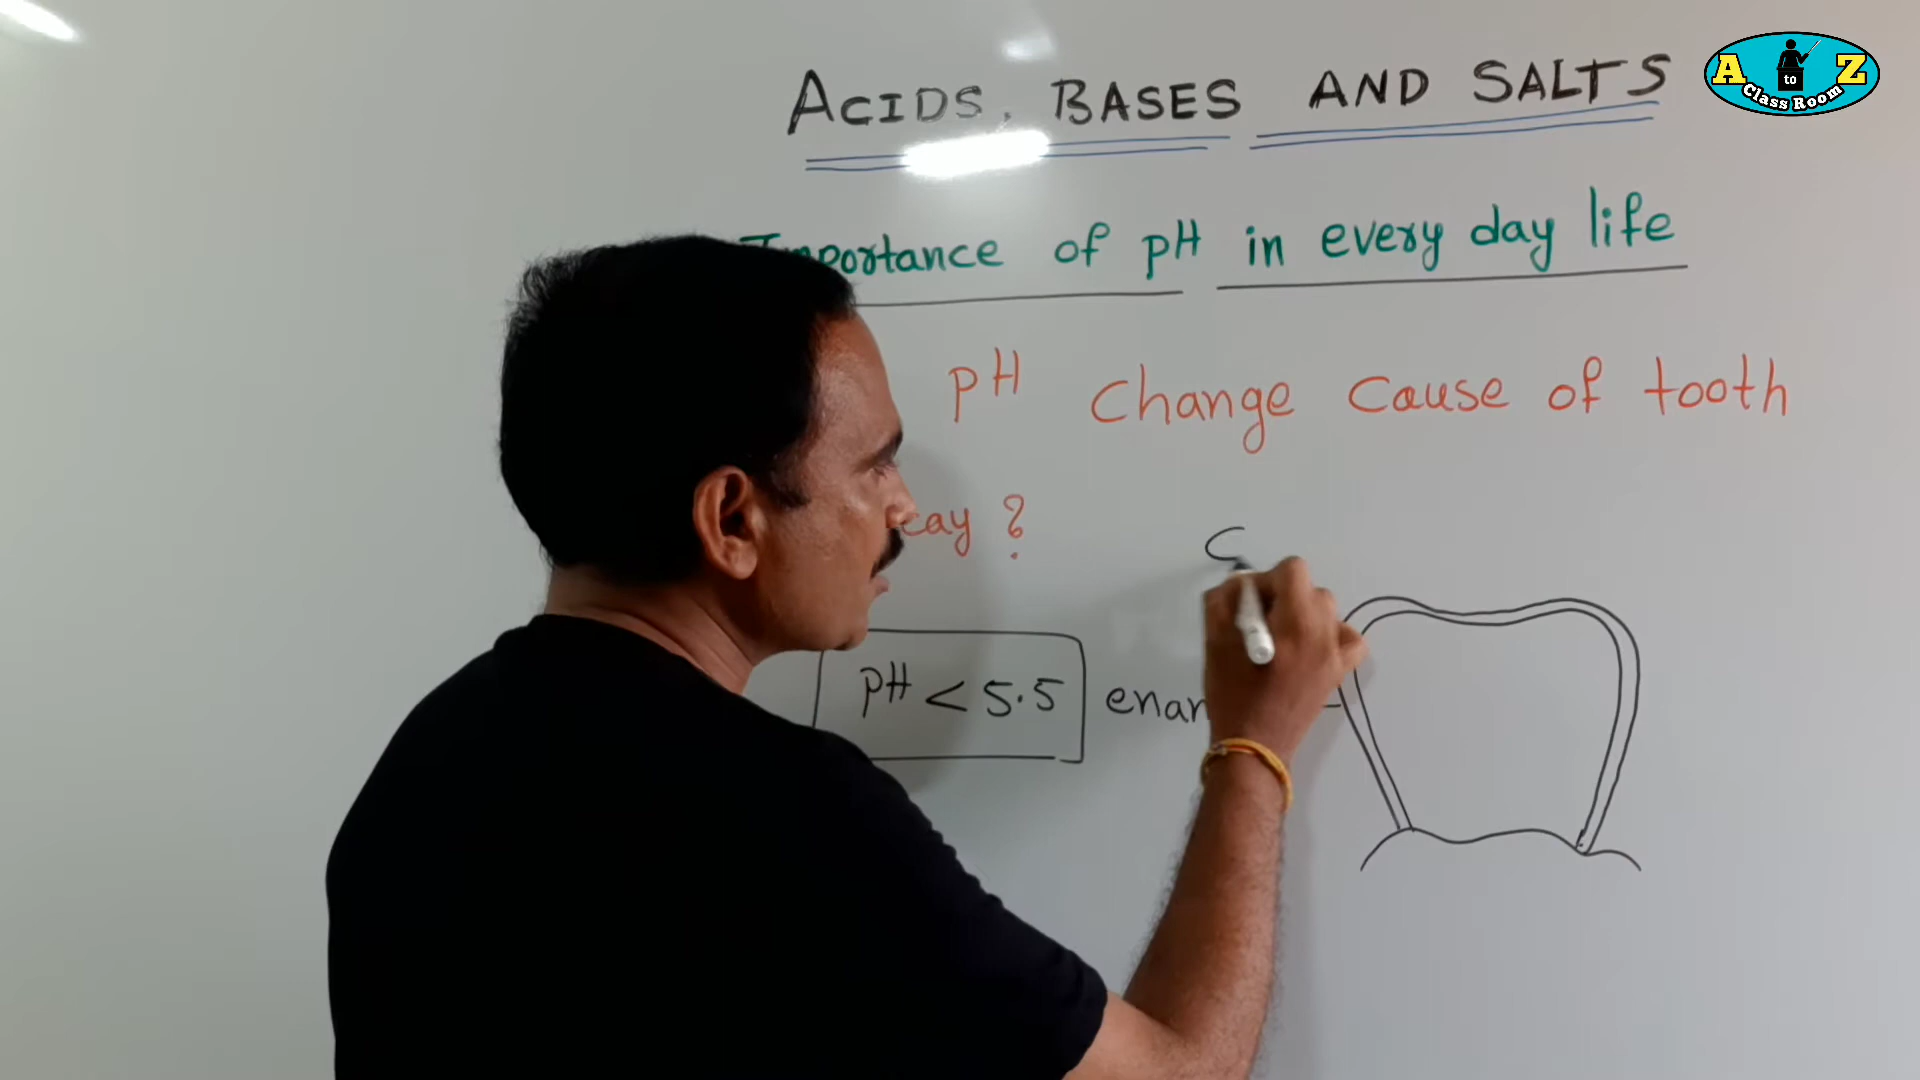 ACIDS, BASES AND SALTS
A to Z
Class Room
Importance of pH in every day life
pH change cause of tooth
cay ?
C
pH < 5.5 enam